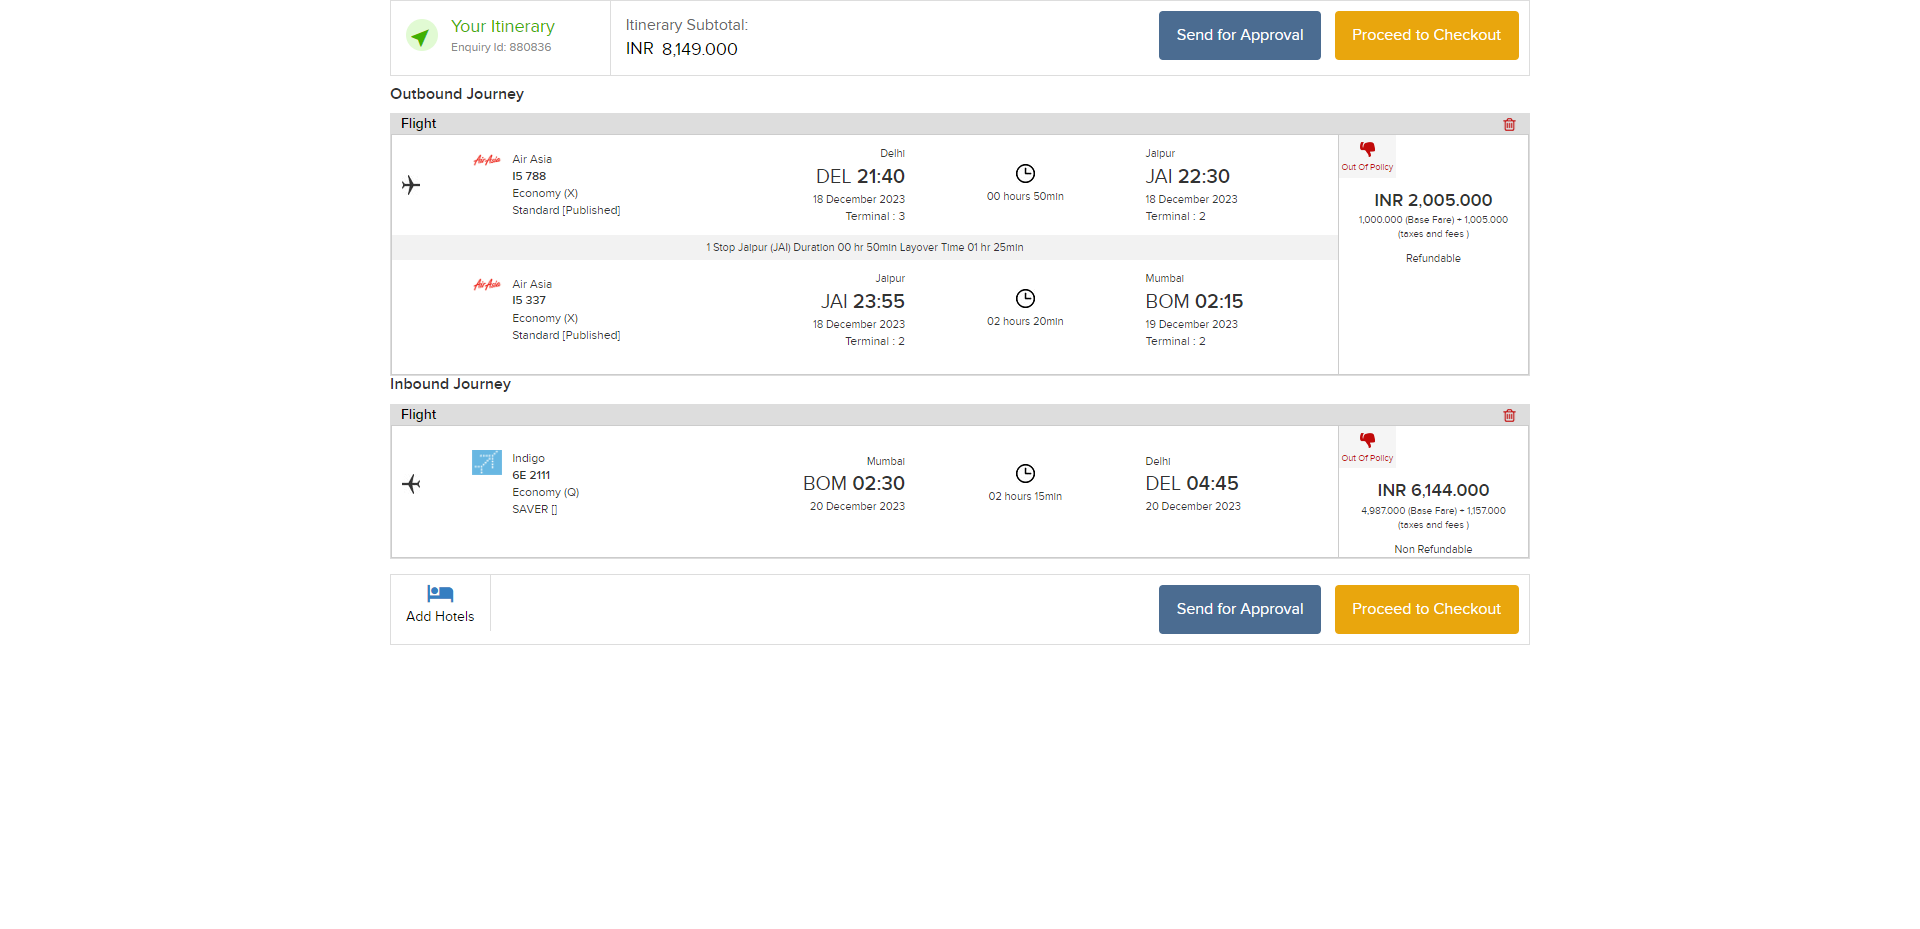 Your Itinerary
Enquiry Id: 880836
Itinerary Subtotal:
INR 8,149.000
Send for Approval
Proceed to Checkout
Outbound Journey
Flight
AirAsia
Air Asia
I5 788
Economy (X)
Standard [Published]
Delhi
DEL 21:40
18 December 2023
Terminal : 3
00 hours 50min
Jaipur
JAI 22:30
18 December 2023
Terminal : 2
Out Of Policy
INR 2,005.000
1,000.000 (Base Fare) + 1,005.000
(taxes and fees )
Refundable
1 Stop Jaipur (JAI) Duration 00 hr 50min Layover Time 01 hr 25min
AirAsia
Air Asia
I5 337
Economy (X)
Standard [Published]
Jaipur
JAI 23:55
18 December 2023
Terminal : 2
02 hours 20min
Mumbai
BOM 02:15
19 December 2023
Terminal : 2
Inbound Journey
Flight
Indigo
6E 2111
Economy (Q)
SAVER []
Mumbai
BOM 02:30
20 December 2023
02 hours 15min
Delhi
DEL 04:45
20 December 2023
Out Of Policy
INR 6,144.000
4,987.000 (Base Fare) + 1,157.000
(taxes and fees )
Non Refundable
Add Hotels
Send for Approval
Proceed to Checkout